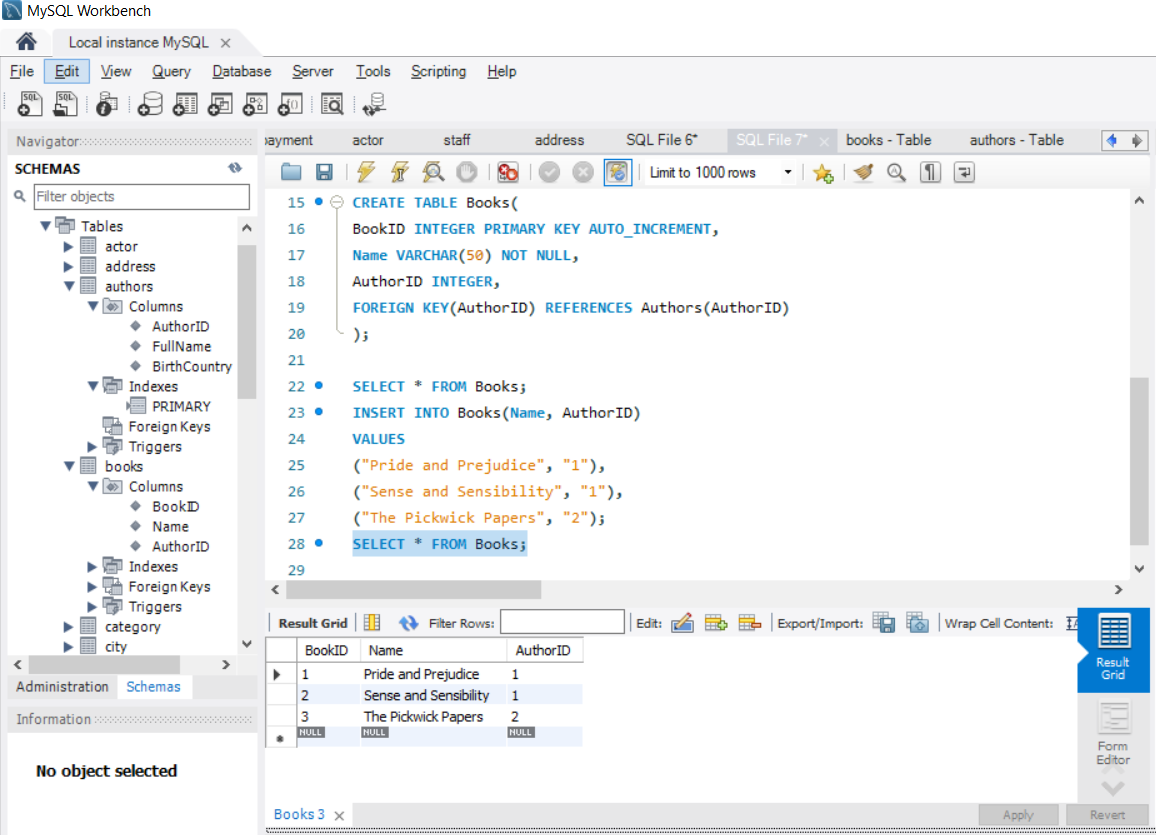 MySQL Workbench
Local instance MySQL
File Edit View Query Database Server Tools Scripting Help
Navigator
SCHEMAS
Filter objects
Tables
actor
address
authors
Columns
AuthorID
FullName
BirthCountry
Indexes
PRIMARY
Foreign Keys
Triggers
books
Columns
BookID
Name
AuthorID
Indexes
Foreign Keys
Triggers
category
city
Administration Schemas
Information
No object selected
ayment actor staff address SQL File 6* SQL File 7* books - Table authors - Table
Limit to 1000 rows
15 CREATE TABLE Books(
16 BookID INTEGER PRIMARY KEY AUTO_INCREMENT,
17 Name VARCHAR(50) NOT NULL,
18 AuthorID INTEGER,
19 FOREIGN KEY(AuthorID) REFERENCES Authors(AuthorID)
20 );
21
22 SELECT * FROM Books;
23 INSERT INTO Books(Name, AuthorID)
24 VALUES
25 ("Pride and Prejudice", "1"),
26 ("Sense and Sensibility", "1"),
27 ("The Pickwick Papers", "2");
28 SELECT * FROM Books;
29
Result Grid Filter Rows: Edit: Export/Import: Wrap Cell Content:
BookID Name AuthorID
1 Pride and Prejudice 1
2 Sense and Sensibility 1
3 The Pickwick Papers 2
NULL NULL NULL
Result
Grid
Form
Editor
Books 3
Apply Revert